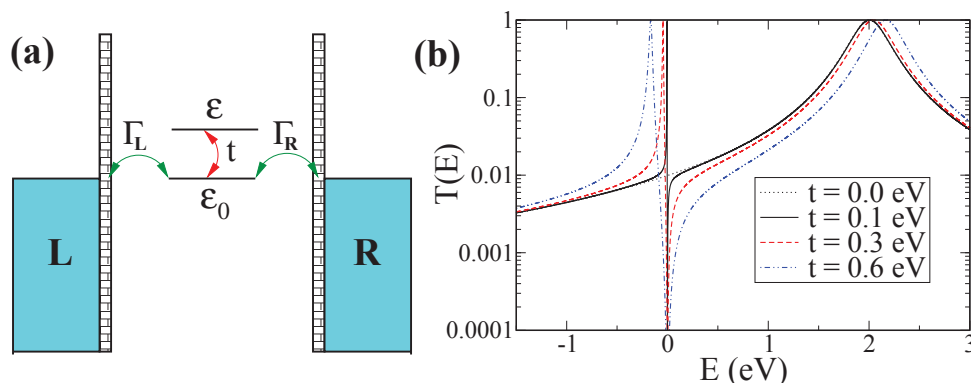 (a)
ε
Γ_L
t
Γ_R
ε_0
L
R
(b)
T(E)
1
0.1
0.01
0.001
0.0001
t = 0.0 eV
t = 0.1 eV
t = 0.3 eV
t = 0.6 eV
-1
0
1
2
3
E (eV)